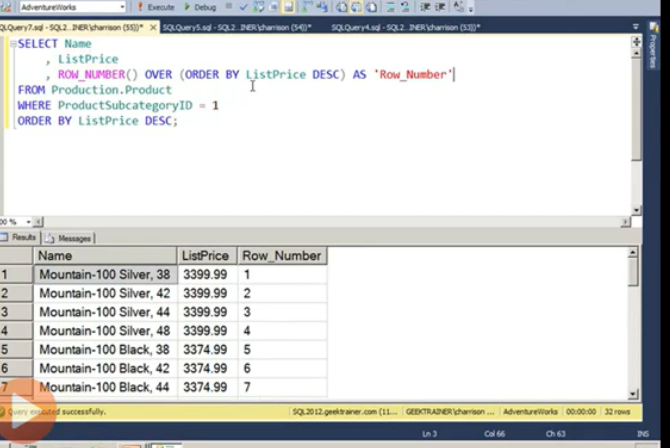 AdventureWorks Execute Debug
SQLQuery7.sql - SQL2...INER\charrison (55))* SQLQuery5.sql - SQL2...INER\charrison (54))* SQLQuery4.sql - SQL2...INER\charrison (53))*
Properties
SELECT Name
, ListPrice
, ROW_NUMBER() OVER (ORDER BY ListPrice DESC) AS 'Row_Number'
FROM Production.Product
WHERE ProductSubcategoryID = 1
ORDER BY ListPrice DESC;
00 %
Results Messages
Name ListPrice Row_Number
1 Mountain-100 Silver, 38 3399.99 1
2 Mountain-100 Silver, 42 3399.99 2
3 Mountain-100 Silver, 44 3399.99 3
4 Mountain-100 Silver, 48 3399.99 4
5 Mountain-100 Black, 38 3374.99 5
6 Mountain-100 Black, 42 3374.99 6
7 Mountain-100 Black, 44 3374.99 7
Query executed successfully. SQL2012.geektrainer.com (11... GEEKTRAINER\charrison ... AdventureWorks 00:00:00 32 rows
Ln 3 Col 66 Ch 63 INS